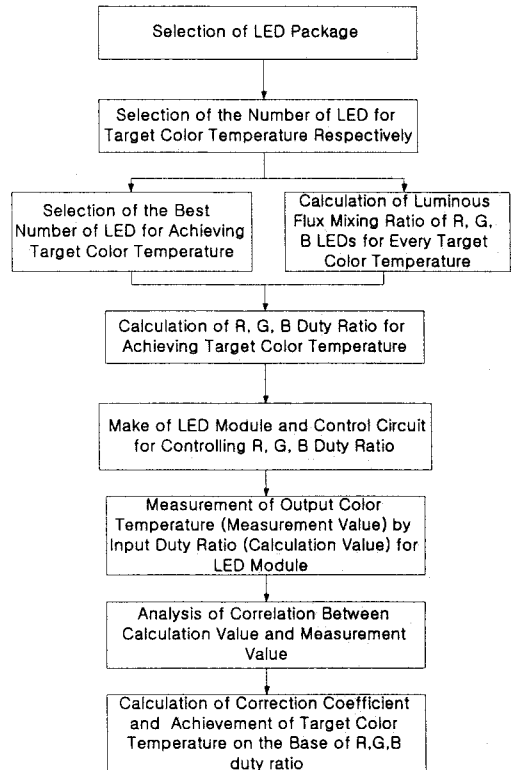 Selection of LED Package
Selection of the Number of LED for
Target Color Temperature Respectively
Selection of the Best
Number of LED for Achieving
Target Color Temperature
Calculation of Luminous
Flux Mixing Ratio of R, G,
B LEDs for Every Target
Color Temperature
Calculation of R, G, B Duty Ratio for
Achieving Target Color Temperature
Make of LED Module and Control Circuit
for Controlling R, G, B Duty Ratio
Measurement of Output Color
Temperature (Measurement Value) by
Input Duty Ratio (Calculation Value) for
LED Module
Analysis of Correlation Between
Calculation Value and Measurement
Value
Calculation of Correction Coefficient
and Achievement of Target Color
Temperature on the Base of R,G,B
duty ratio